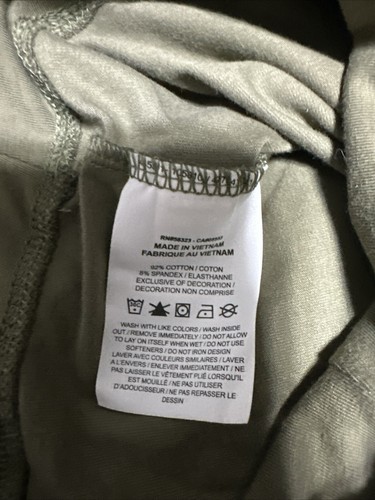 MADE IN VIETNAM
FABRIQUE AU VIETNAM
92% COTTON / COTON
8% SPANDEX / ELASTHANNE
EXCLUSIVE OF DECORATION /
DECORATION NON COMPRISE
WASH WITH LIKE COLORS / WASH INSIDE
OUT / REMOVE IMMEDIATELY / DO NOT ALLOW
TO LAY ON ITSELF WHEN WET / DO NOT USE
SOFTENERS / DO NOT IRON DESIGN
LAVER AVEC COULEURS SIMILAIRES / LAVER
A L'ENVERS / ENLEVER IMMEDIATEMENT / NE
PAS LAISSER LE VÊTEMENT PLIÉ LORSQU'IL
EST MOUILLÉ / NE PAS UTILISER
D'ADOUCISSEUR / NE PAS REPASSER LE
DESSIN